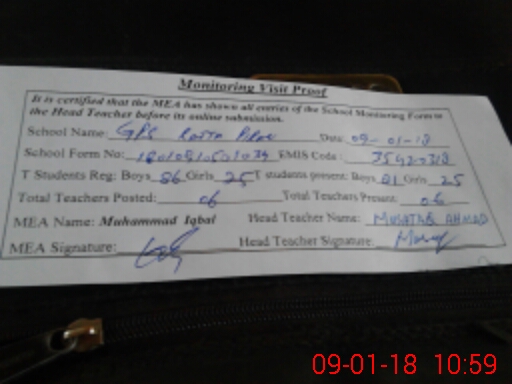 Monitoring Visit Proof
It is certified that the MEA has shown all entries of the School Monitoring Form to
the Head Teacher before its online submission.
School Name: GPS Date: 09-01-18
School Form No: EMIS Code: 35420318
T Students Reg: Boys 86 Girls 25 T students present: Boys 81 Girls 25
Total Teachers Posted: 06 Total Teachers Present 06
MEA Name: Muhammad Iqbal Head Teacher Name: AHMAD
MEA Signature: Head Teacher Signature:
09-01-18 10:59